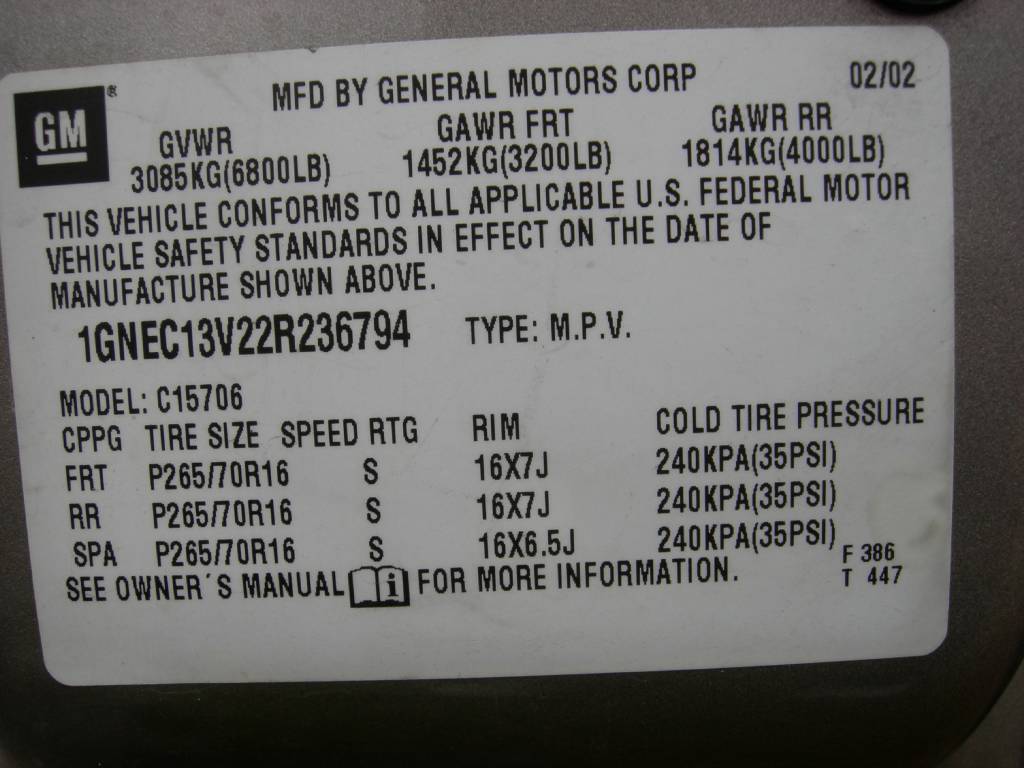 GM ®
MFD BY GENERAL MOTORS CORP 02/02
GVWR GAWR FRT GAWR RR
3085KG(6800LB) 1452KG(3200LB) 1814KG(4000LB)
THIS VEHICLE CONFORMS TO ALL APPLICABLE U.S. FEDERAL MOTOR
VEHICLE SAFETY STANDARDS IN EFFECT ON THE DATE OF
MANUFACTURE SHOWN ABOVE.
1GNEC13V22R236794 TYPE: M.P.V.
MODEL: C15706
CPPG TIRE SIZE SPEED RTG RIM COLD TIRE PRESSURE
FRT P265/70R16 S 16X7J 240KPA(35PSI)
RR P265/70R16 S 16X7J 240KPA(35PSI)
SPA P265/70R16 S 16X6.5J 240KPA(35PSI) F 386
SEE OWNER´S MANUAL i FOR MORE INFORMATION. T 447